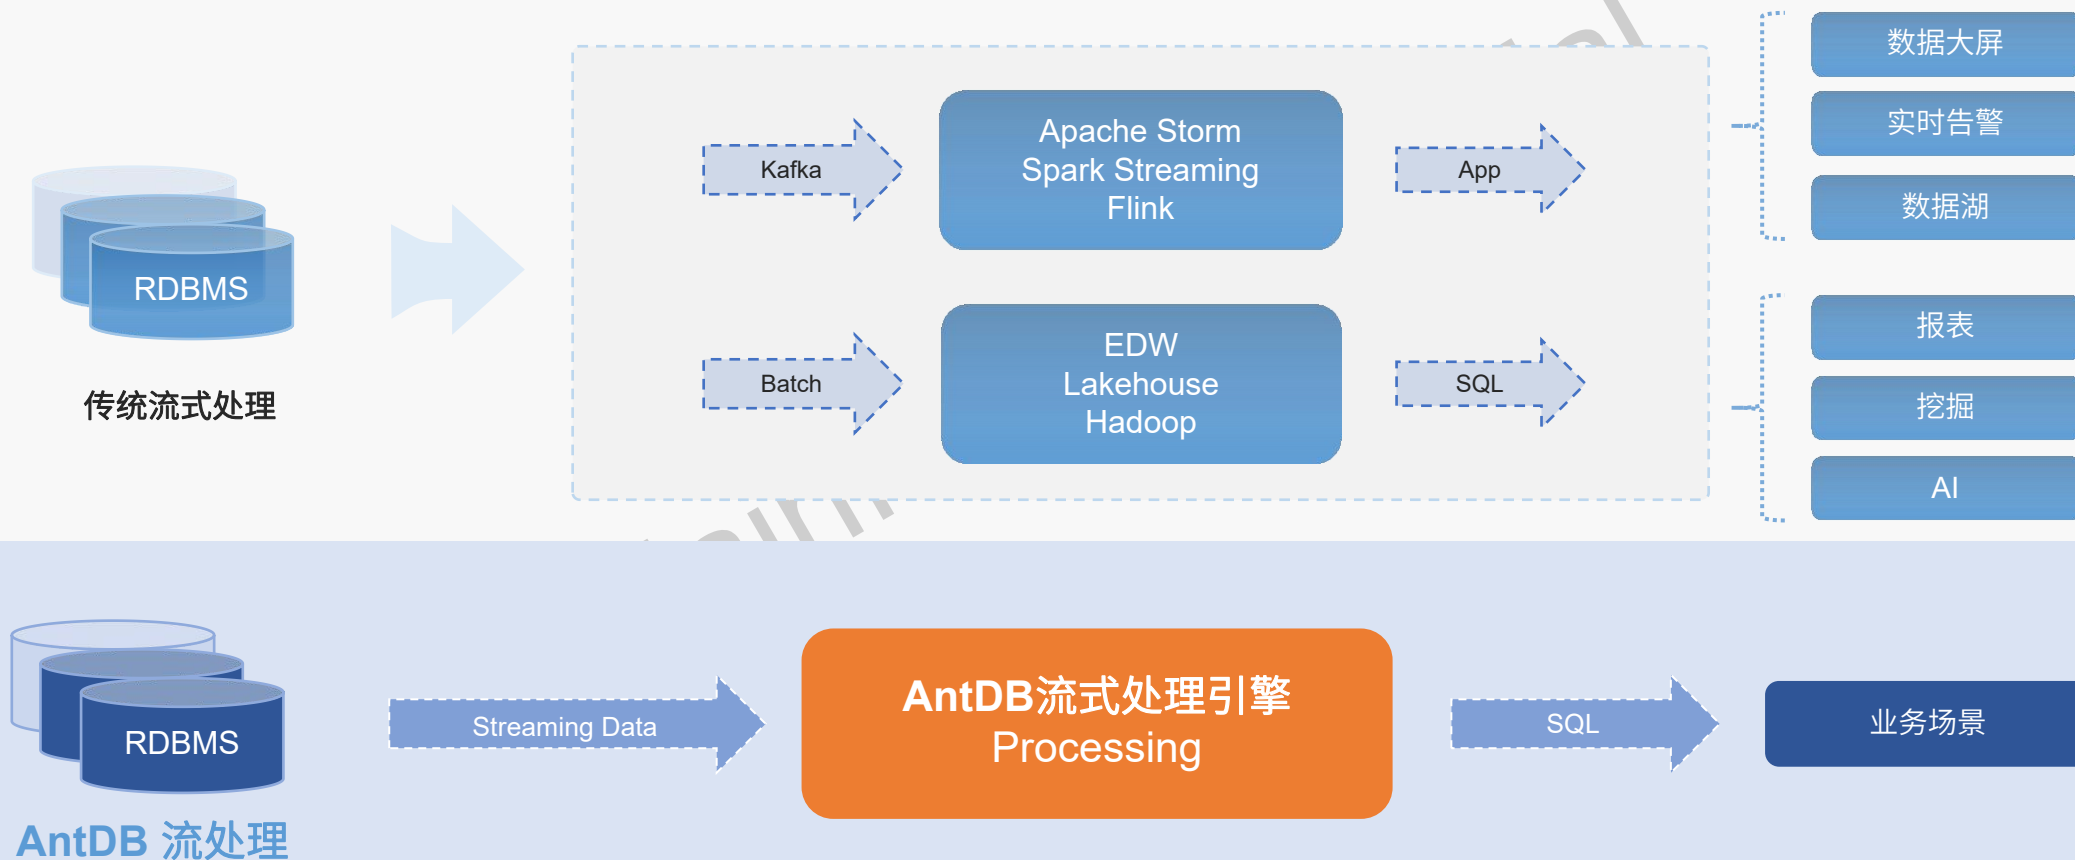 数据大屏
实时告警
数据湖
Kafka
Apache Storm
Spark Streaming
Flink
App
RDBMS
传统流式处理
Batch
EDW
Lakehouse
Hadoop
SQL
报表
挖掘
AI
RDBMS
AntDB 流处理
Streaming Data
AntDB流式处理引擎
Processing
SQL
业务场景